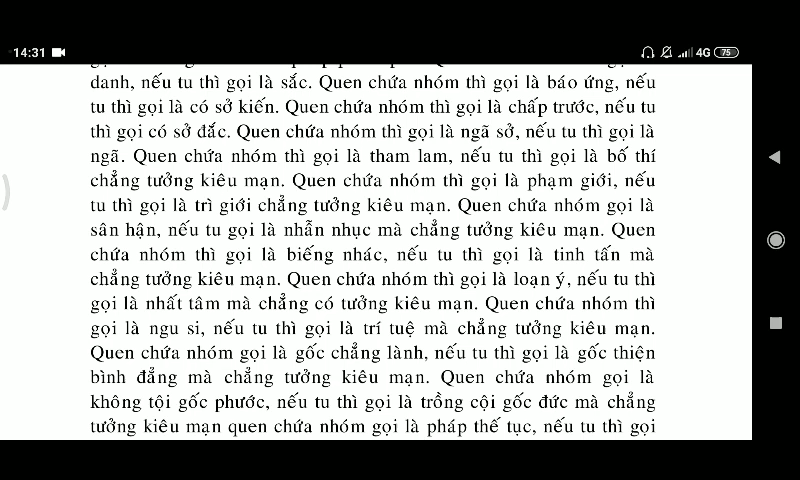 14:31
4G 75
danh, nếu tu thì gọi là sắc. Quen chứa nhóm thì gọi là báo ứng, nếu
tu thì gọi là có sở kiến. Quen chứa nhóm thì gọi là chấp trước, nếu tu
thì gọi có sở đắc. Quen chứa nhóm thì gọi là ngã sở, nếu tu thì gọi là
ngã. Quen chứa nhóm thì gọi là tham lam, nếu tu thì gọi là bố thí
chẳng tưởng kiêu mạn. Quen chứa nhóm thì gọi là phạm giới, nếu
tu thì gọi là trì giới chẳng tưởng kiêu mạn. Quen chứa nhóm gọi là
sân hận, nếu tu gọi là nhẫn nhục mà chẳng tưởng kiêu mạn. Quen
chứa nhóm thì gọi là biếng nhác, nếu tu thì gọi là tinh tấn mà
chẳng tưởng kiêu mạn. Quen chứa nhóm thì gọi là loạn ý, nếu tu thì
gọi là nhất tâm mà chẳng có tưởng kiêu mạn. Quen chứa nhóm thì
gọi là ngu si, nếu tu thì gọi là trí tuệ mà chẳng tưởng kiêu mạn.
Quen chứa nhóm gọi là gốc chẳng lành, nếu tu thì gọi là gốc thiện
bình đẳng mà chẳng tưởng kiêu mạn. Quen chứa nhóm gọi là
không tội gốc phước, nếu tu thì gọi là trồng cội gốc đức mà chẳng
tưởng kiêu mạn quen chứa nhóm gọi là pháp thế tục, nếu tu thì gọi